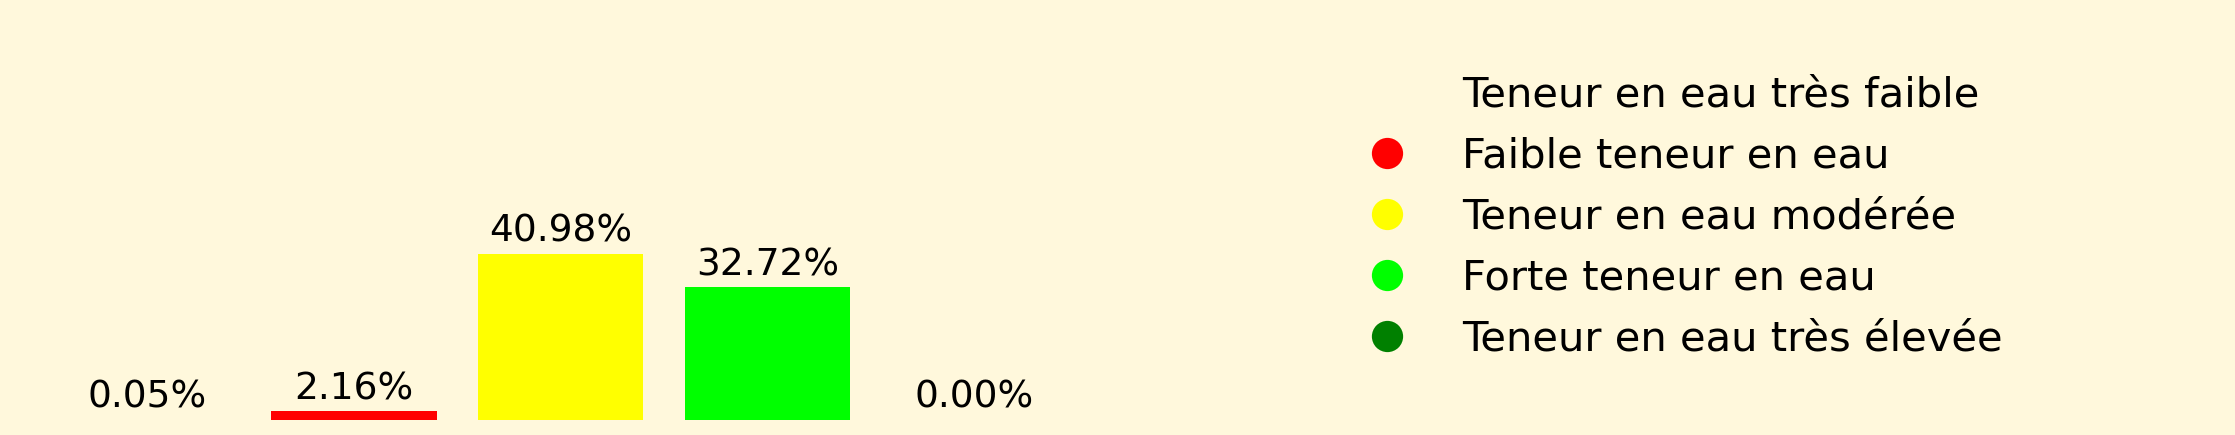 40.98%
32.72%
2.16%
0.05%
0.00%
Teneur en eau très faible
Faible teneur en eau
Teneur en eau modérée
Forte teneur en eau
Teneur en eau très élevée